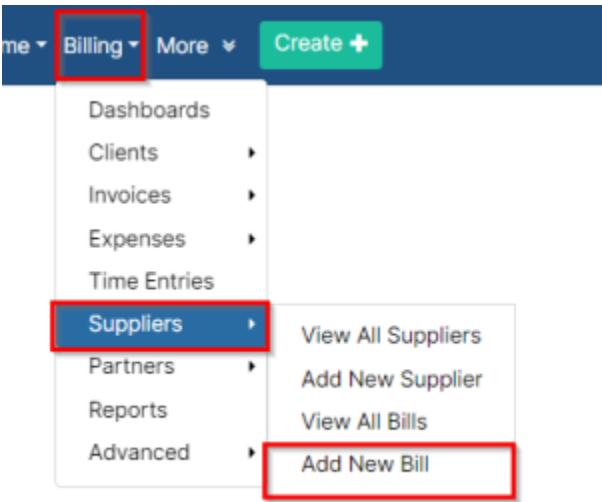 me Billing More Create +
Dashboards
Clients
Invoices
Expenses
Time Entries
Suppliers
Partners
Reports
Advanced
View All Suppliers
Add New Supplier
View All Bills
Add New Bill